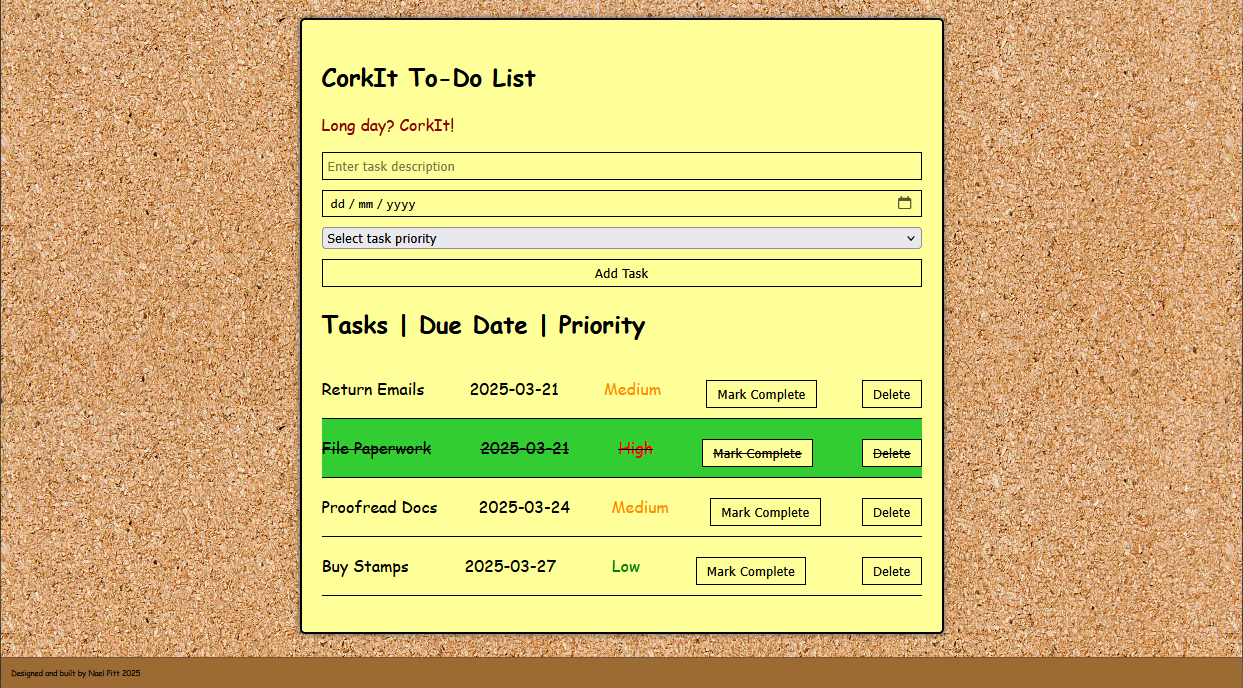 CorkIt To-Do List
Long day? CorkIt!
Enter task description
dd / mm / yyyy
Select task priority
Add Task
Tasks | Due Date | Priority
Return Emails 2025-03-21 Medium Mark Complete Delete
File Paperwork 2025-03-21 High Mark Complete Delete
Proofread Docs 2025-03-24 Medium Mark Complete Delete
Buy Stamps 2025-03-27 Low Mark Complete Delete
Designed and built by Nael Pitt 2025